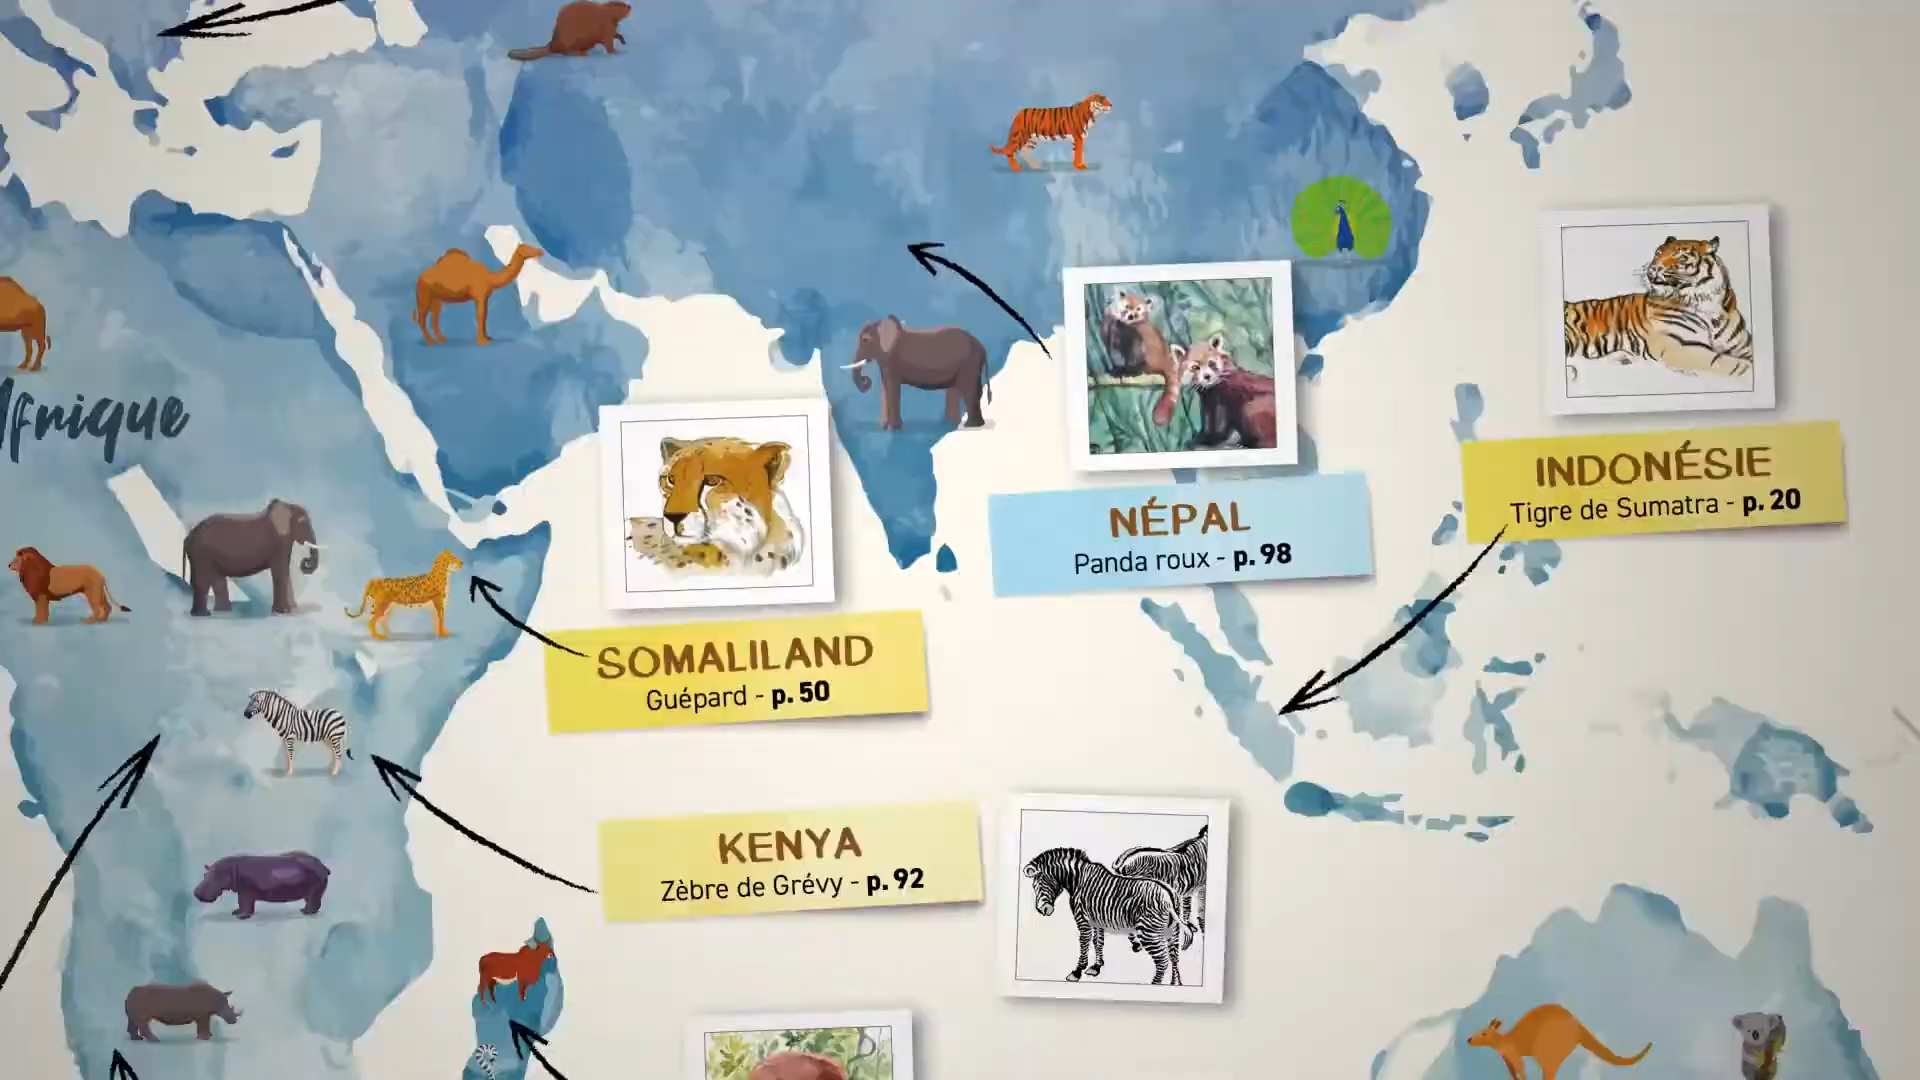 Afrique
INDONÉSIE
Tigre de Sumatra - p. 20
NÉPAL
Panda roux - p. 98
SOMALILAND
Guépard - p. 50
KENYA
Zèbre de Grévy - p. 92